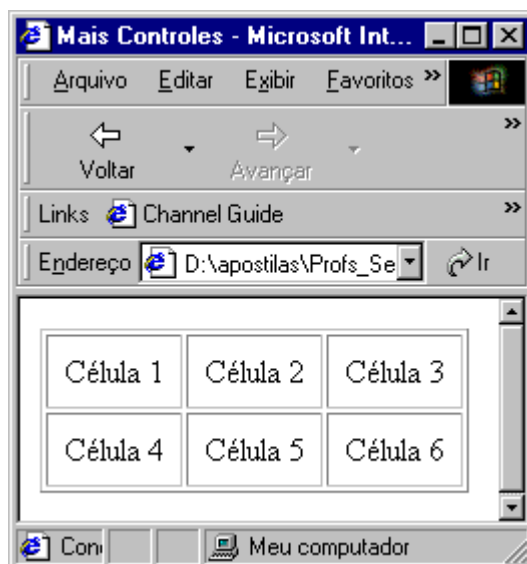 Mais Controles - Microsoft Int...
Arquivo Editar Exibir Favoritos »
Voltar Avançar »
Links Channel Guide »
Endereço D:\apostilas\Profs_Se Ir
Célula 1 Célula 2 Célula 3
Célula 4 Célula 5 Célula 6
Con Meu computador